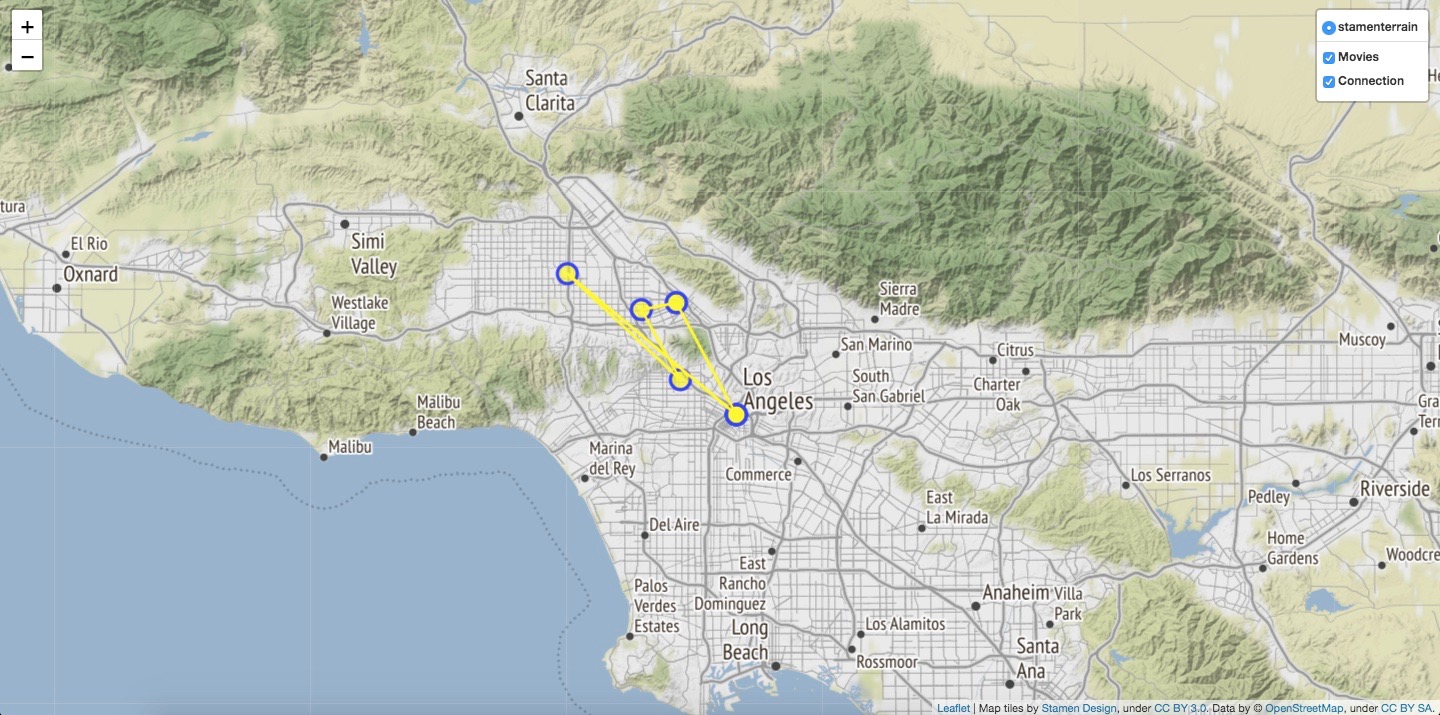 +
−
stamenterrain
Movies
Connection
Santa
Clarita
tura
El Rio
Oxnard
Simi
Valley
Westlake
Village
Sierra
Madre
San Marino
Citrus
Muscoy
Los
Angeles
South
San Gabriel
Charter
Oak
Malibu
Beach
Malibu
Marina
del Rey
Commerce
Los Serranos
Pedley
Riverside
East
La Mirada
Del Aire
Home
Gardens
Woodcre
East
Rancho
Dominguez
Palos
Verdes
Estates
Anaheim
Villa
Park
Long
Beach
Los Alamitos
Rossmoor
Santa
Ana
Leaflet | Map tiles by Stamen Design, under CC BY 3.0. Data by © OpenStreetMap, under CC BY SA.